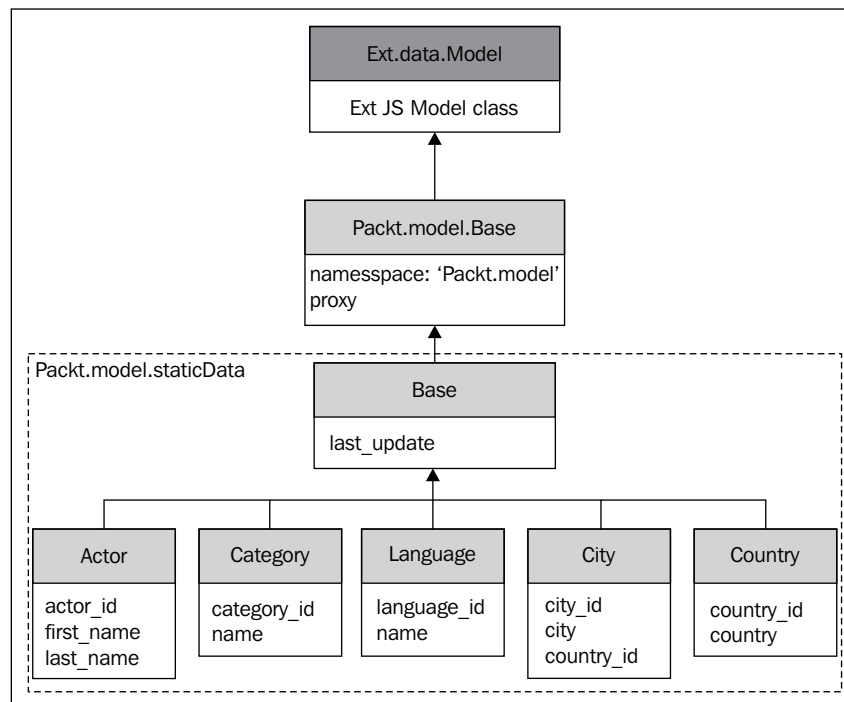 Ext.data.Model
Ext JS Model class
Packt.model.Base
namesspace: ‘Packt.model’
proxy
Packt.model.staticData
Base
last_update
Actor
actor_id
first_name
last_name
Category
category_id
name
Language
language_id
name
City
city_id
city
country_id
Country
country_id
country